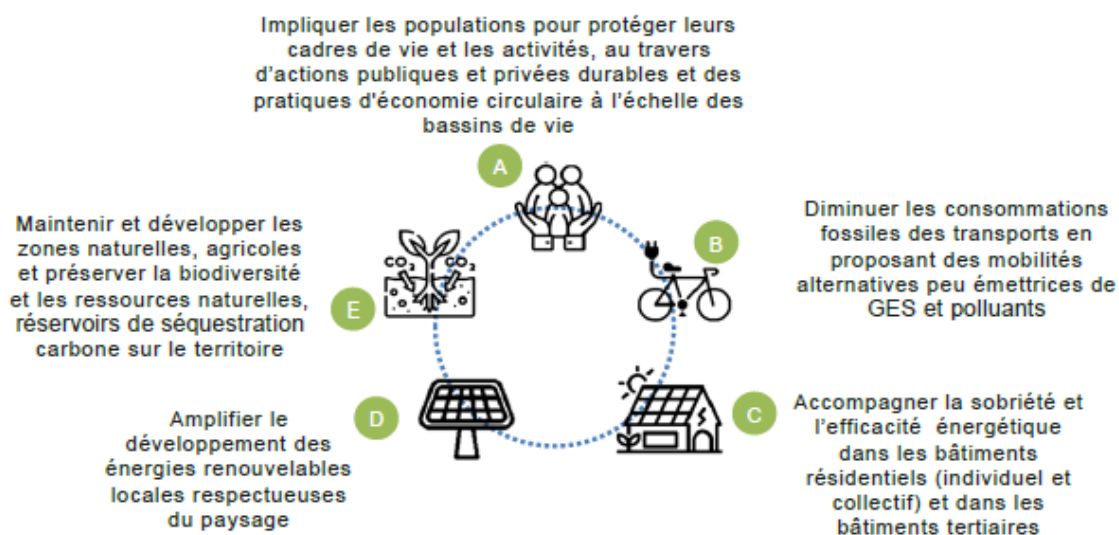 Impliquer les populations pour protéger leurs
cadres de vie et les activités, au travers
d'actions publiques et privées durables et des
pratiques d'économie circulaire à l'échelle des
bassins de vie
A
B
Diminuer les consommations
fossiles des transports en
proposant des mobilités
alternatives peu émettrices de
GES et polluants
C
Accompagner la sobriété et
l'efficacité énergétique
dans les bâtiments
résidentiels (individuel et
collectif) et dans les
bâtiments tertiaires
D
Amplifier le
développement des
énergies renouvelables
locales respectueuses
du paysage
E
Maintenir et développer les
zones naturelles, agricoles
et préserver la biodiversité
et les ressources naturelles,
réservoirs de séquestration
carbone sur le territoire
CO2 CO2